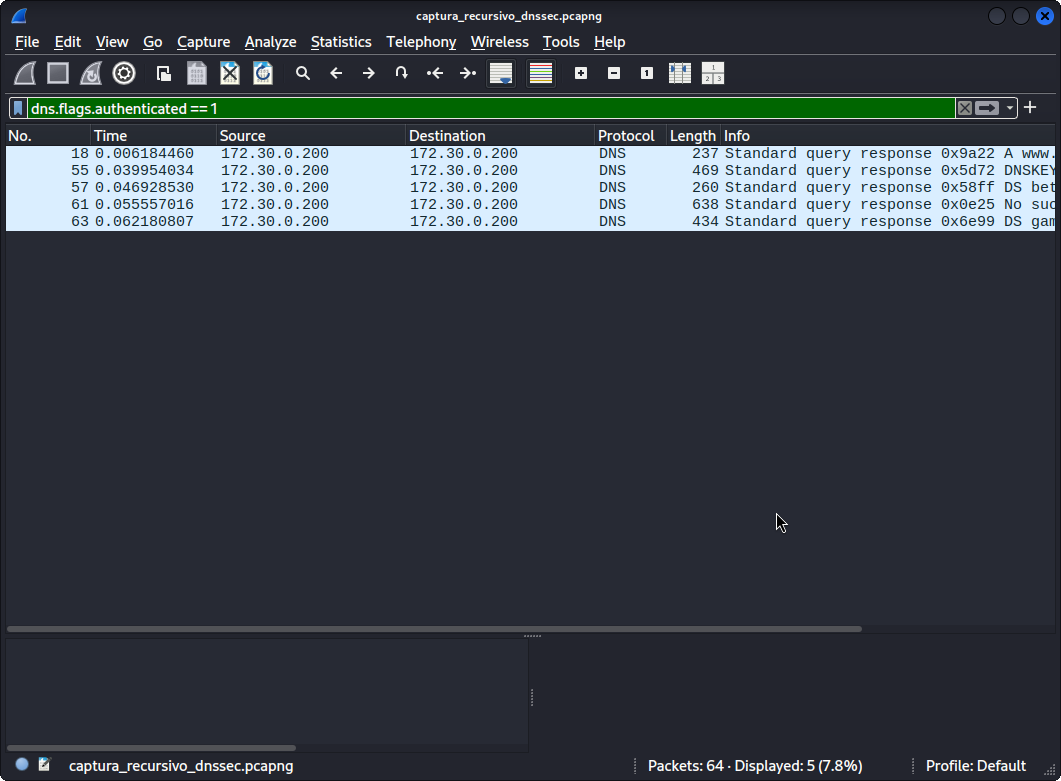 captura_recursivo_dnssec.pcapng
File Edit View Go Capture Analyze Statistics Telephony Wireless Tools Help
dns.flags.authenticated == 1
No. Time Source Destination Protocol Length Info
18 0.006184460 172.30.0.200 172.30.0.200 DNS 237 Standard query response 0x9a22 A www.
55 0.039954034 172.30.0.200 172.30.0.200 DNS 469 Standard query response 0x5d72 DNSKEY
57 0.046928530 172.30.0.200 172.30.0.200 DNS 260 Standard query response 0x58ff DS bet
61 0.055557016 172.30.0.200 172.30.0.200 DNS 638 Standard query response 0x0e25 No suc
63 0.062180807 172.30.0.200 172.30.0.200 DNS 434 Standard query response 0x6e99 DS gam
captura_recursivo_dnssec.pcapng Packets: 64 · Displayed: 5 (7.8%) Profile: Default